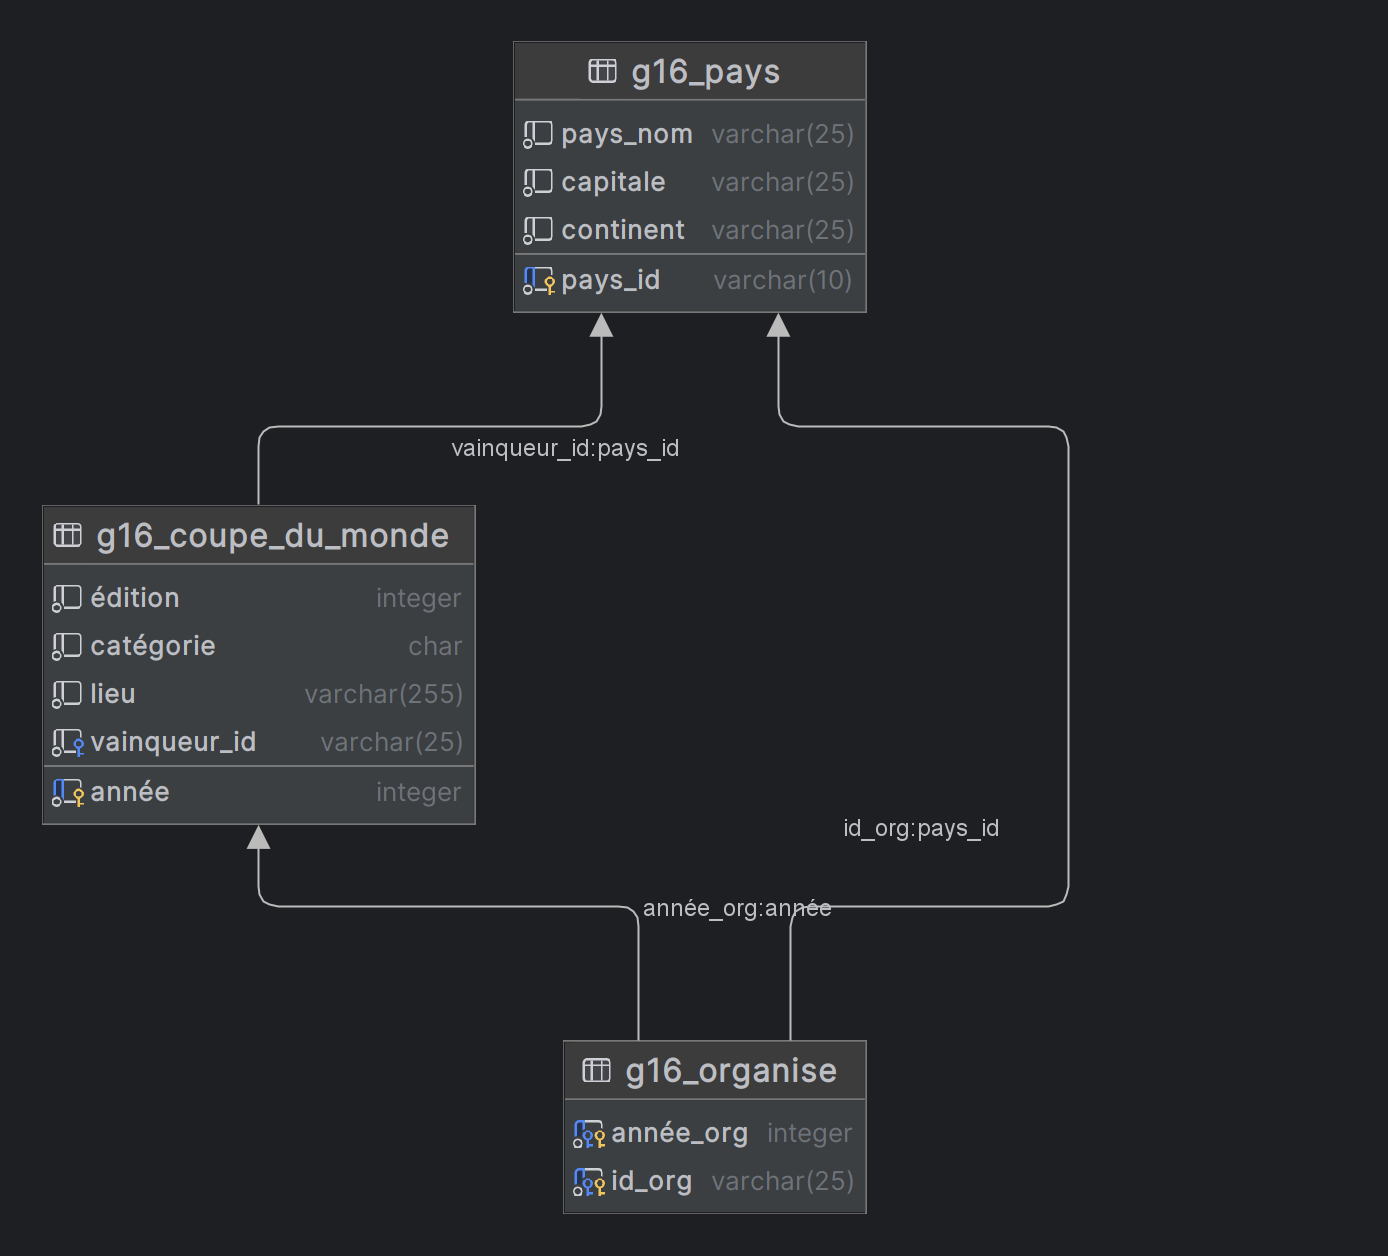 g16_pays
pays_nom varchar(25)
capitale varchar(25)
continent varchar(25)
pays_id varchar(10)
vainqueur_id:pays_id
g16_coupe_du_monde
édition integer
catégorie char
lieu varchar(255)
vainqueur_id varchar(25)
année integer
id_org:pays_id
année_org:année
g16_organise
année_org integer
id_org varchar(25)